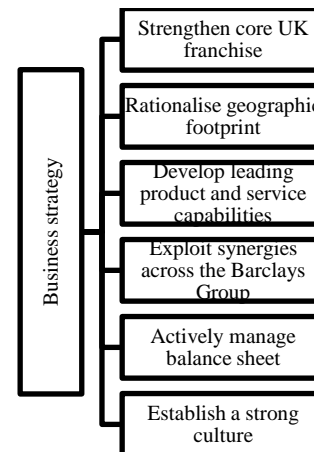 Business strategy
Strengthen core UK
franchise
Rationalise geographic
footprint
Develop leading
product and service
capabilities
Exploit synergies
across the Barclays
Group
Actively manage
balance sheet
Establish a strong
culture